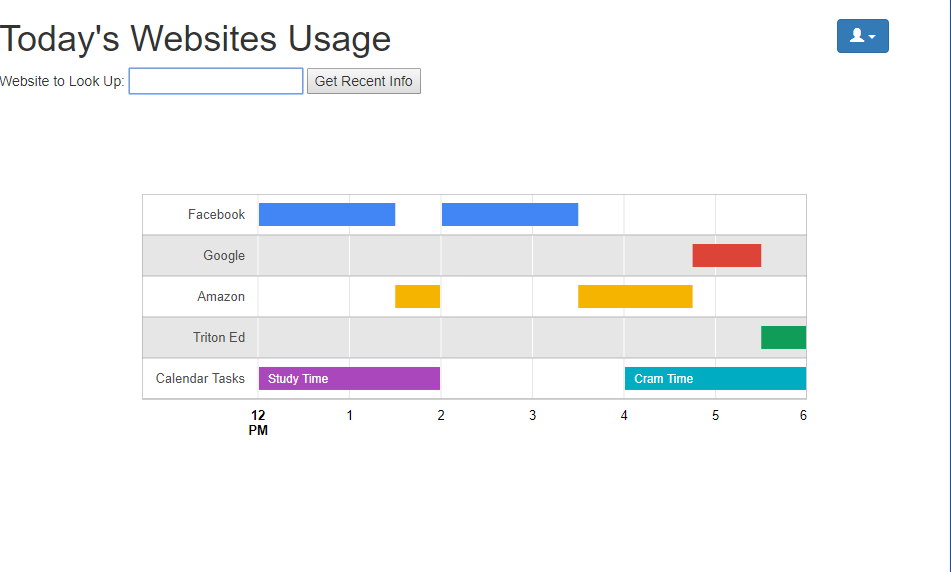 Today's Websites Usage
Website to Look Up:
Get Recent Info
Facebook
Google
Amazon
Triton Ed
Calendar Tasks
Study Time
Cram Time
12 1 2 3 4 5 6
PM